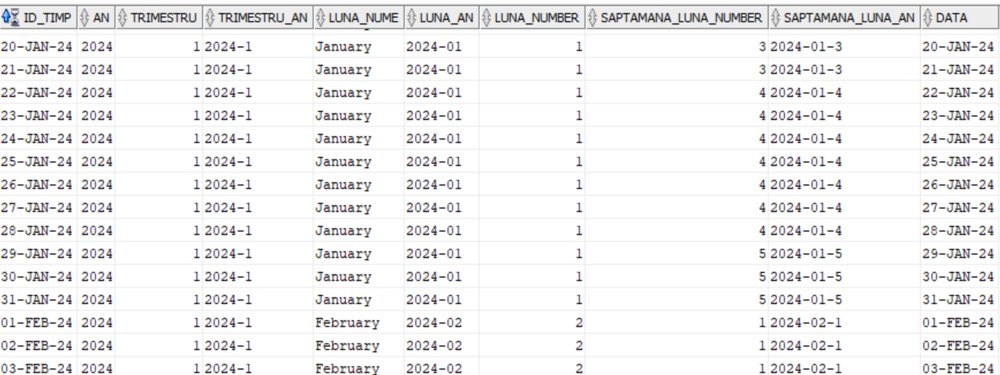 ID_TIMP AN TRIMESTRU TRIMESTRU_AN LUNA_NUME LUNA_AN LUNA_NUMBER SAPTAMANA_LUNA_NUMBER SAPTAMANA_LUNA_AN DATA
20-JAN-24 2024 1 2024-1 January 2024-01 1 3 2024-01-3 20-JAN-24
21-JAN-24 2024 1 2024-1 January 2024-01 1 3 2024-01-3 21-JAN-24
22-JAN-24 2024 1 2024-1 January 2024-01 1 4 2024-01-4 22-JAN-24
23-JAN-24 2024 1 2024-1 January 2024-01 1 4 2024-01-4 23-JAN-24
24-JAN-24 2024 1 2024-1 January 2024-01 1 4 2024-01-4 24-JAN-24
25-JAN-24 2024 1 2024-1 January 2024-01 1 4 2024-01-4 25-JAN-24
26-JAN-24 2024 1 2024-1 January 2024-01 1 4 2024-01-4 26-JAN-24
27-JAN-24 2024 1 2024-1 January 2024-01 1 4 2024-01-4 27-JAN-24
28-JAN-24 2024 1 2024-1 January 2024-01 1 4 2024-01-4 28-JAN-24
29-JAN-24 2024 1 2024-1 January 2024-01 1 5 2024-01-5 29-JAN-24
30-JAN-24 2024 1 2024-1 January 2024-01 1 5 2024-01-5 30-JAN-24
31-JAN-24 2024 1 2024-1 January 2024-01 1 5 2024-01-5 31-JAN-24
01-FEB-24 2024 1 2024-1 February 2024-02 2 1 2024-02-1 01-FEB-24
02-FEB-24 2024 1 2024-1 February 2024-02 2 1 2024-02-1 02-FEB-24
03-FEB-24 2024 1 2024-1 February 2024-02 2 1 2024-02-1 03-FEB-24